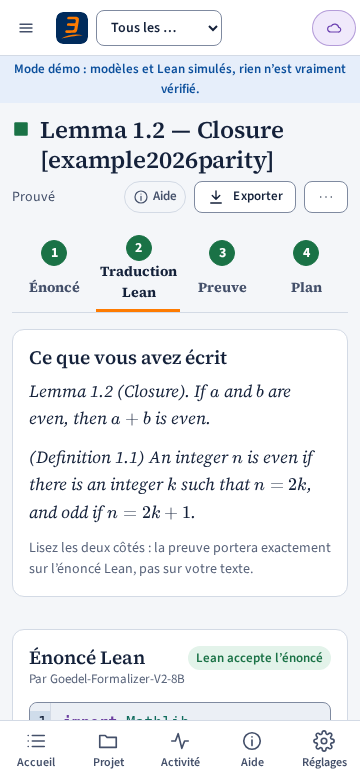 Tous les ...
Mode démo : modèles et Lean simulés, rien n’est vraiment
vérifié.
Lemma 1.2 — Closure
[example2026parity]
Prouvé
Aide
Exporter
1
Énoncé
2
Traduction
Lean
3
Preuve
4
Plan
Ce que vous avez écrit
Lemma 1.2 (Closure). If a and b are
even, then a + b is even.
(Definition 1.1) An integer n is even if
there is an integer k such that n = 2k,
and odd if n = 2k + 1.
Lisez les deux côtés : la preuve portera exactement
sur l’énoncé Lean, pas sur votre texte.
Énoncé Lean
Lean accepte l’énoncé
Par Goedel-Formalizer-V2-8B
1 import Mathlib
Accueil
Projet
Activité
Aide
Réglages